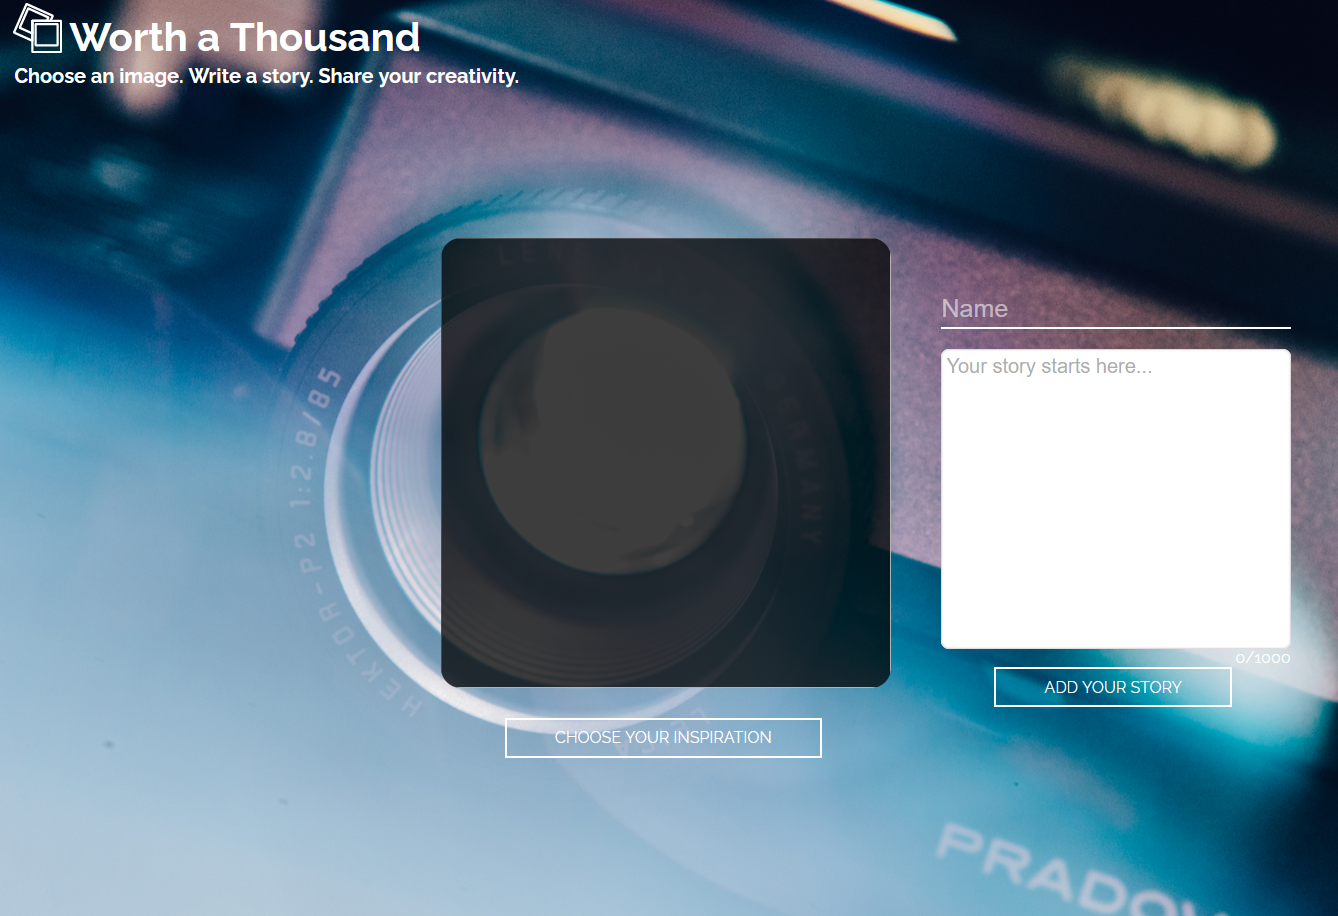 Worth a Thousand
Choose an image. Write a story. Share your creativity.
Name
Your story starts here...
0/1000
ADD YOUR STORY
CHOOSE YOUR INSPIRATION
HEKTOR-P2 1:2.8/85
GERMANY